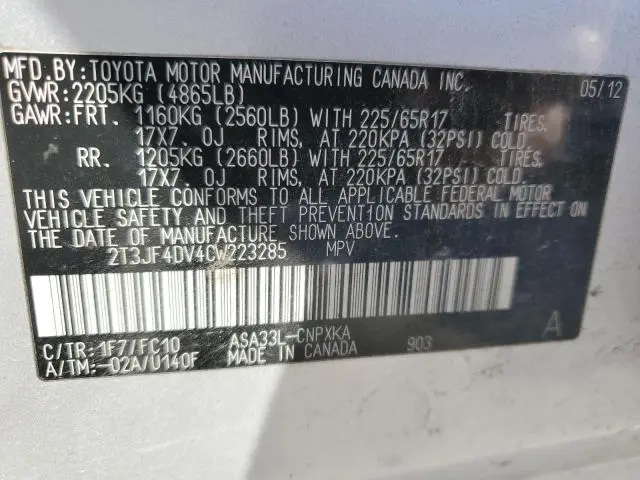 MFD.BY:TOYOTA MOTOR MANUFACTURING CANADA INC. 05/12
GVWR:2205KG (4865LB)
GAWR:FRT. 1160KG (2560LB) WITH 225/65R17 TIRES,
17X7.0J RIMS, AT 220KPA (32PSI) COLD.
RR. 1205KG (2660LB) WITH 225/65R17 TIRES,
17X7.0J RIMS, AT 220KPA (32PSI) COLD.
THIS VEHICLE CONFORMS TO ALL APPLICABLE FEDERAL MOTOR
VEHICLE SAFETY AND THEFT PREVENTION STANDARDS IN EFFECT ON
THE DATE OF MANUFACTURE SHOWN ABOVE.
2T3JF4DV4CW223285 MPV
C/TR:1F7/FC10 ASA33L-CNPXKA A
A/TM:-02A/U140F MADE IN CANADA 903